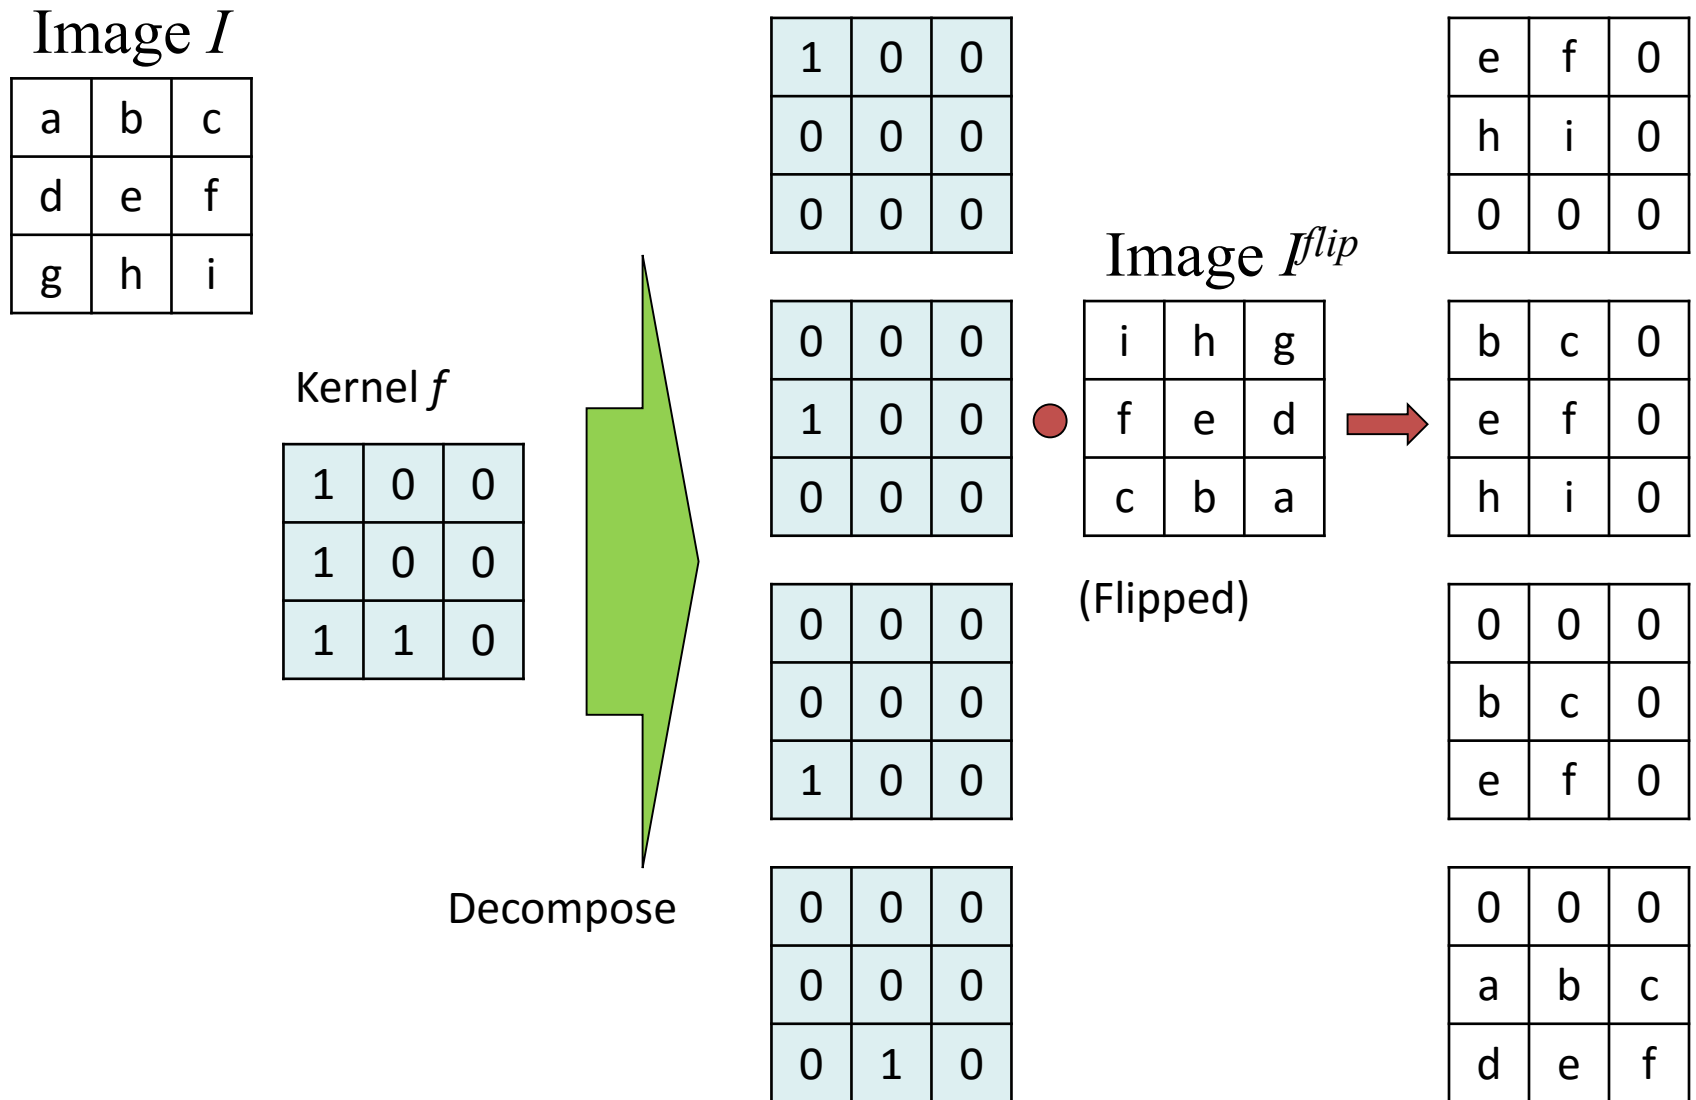 Image I
a b c
d e f
g h i
Kernel f
1 0 0
1 0 0
1 1 0
Decompose
1 0 0
0 0 0
0 0 0
0 0 0
1 0 0
0 0 0
0 0 0
0 0 0
1 0 0
0 0 0
0 0 0
0 1 0
Image I^flip
i h g
f e d
c b a
(Flipped)
e f 0
h i 0
0 0 0
b c 0
e f 0
h i 0
0 0 0
b c 0
e f 0
0 0 0
a b c
d e f